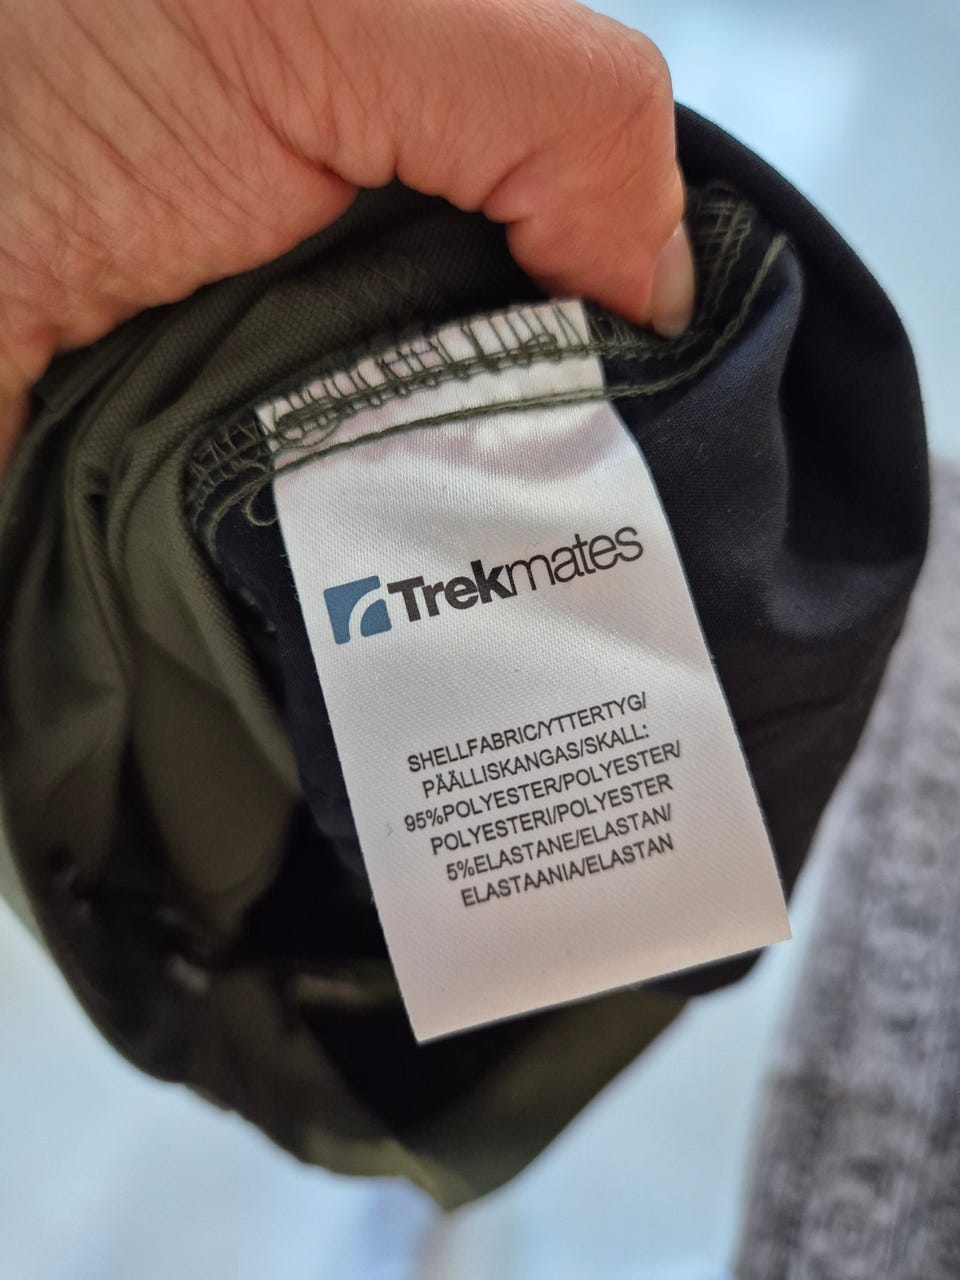 Trekmates
SHELLFABRIC/YTTERTYG/
PÄÄLLISKANGAS/SKALL:
95%POLYESTER/POLYESTER/
POLYESTERI/POLYESTER
5%ELASTANE/ELASTAN/
ELASTAANIA/ELASTAN